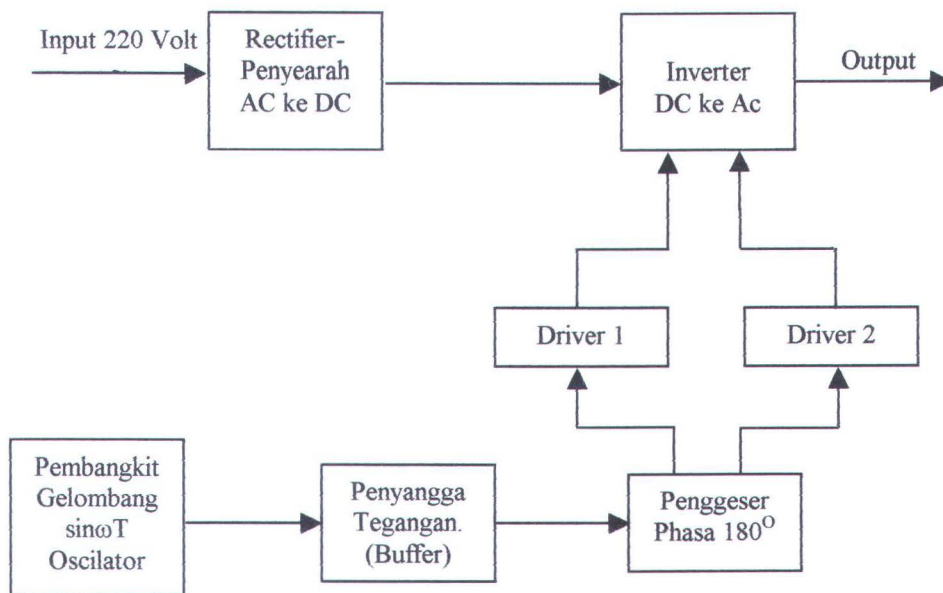 Input 220 Volt
Rectifier-
Penyearah
AC ke DC
Inverter
DC ke Ac
Output
Driver 1
Driver 2
Pembangkit
Gelombang
sinωT
Oscilator
Penyangga
Tegangan.
(Buffer)
Penggeser
Phasa 180°